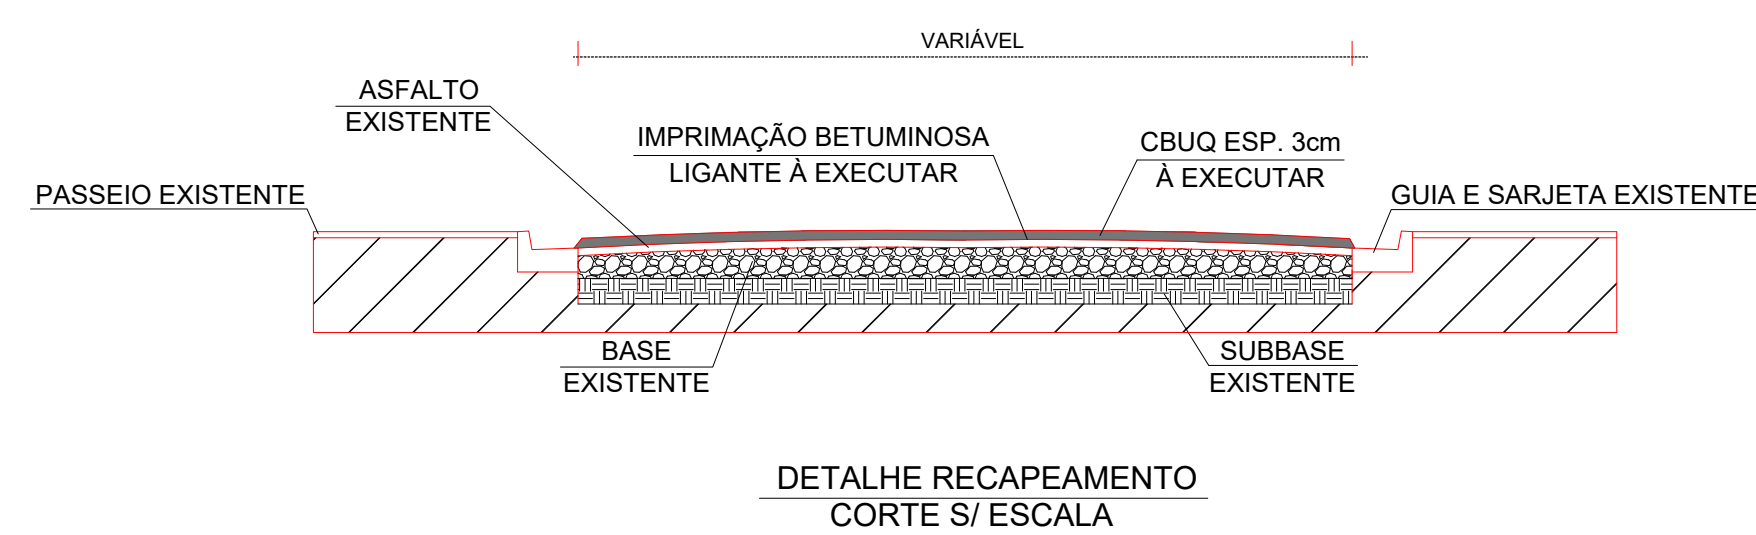 VARIÁVEL
ASFALTO
EXISTENTE
IMPRIMAÇÃO BETUMINOSA
LIGANTE À EXECUTAR
CBUQ ESP. 3cm
À EXECUTAR
PASSEIO EXISTENTE
GUIA E SARJETA EXISTENTE
BASE
EXISTENTE
SUBBASE
EXISTENTE
DETALHE RECAPEAMENTO
CORTE S/ ESCALA